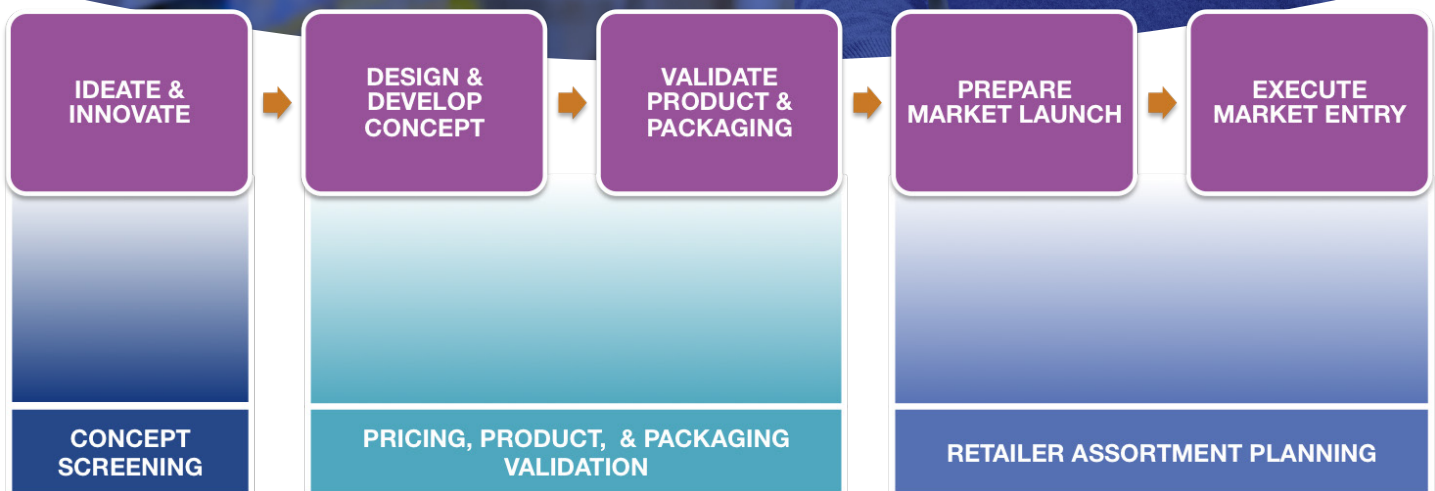 IDEATE &
INNOVATE
DESIGN &
DEVELOP
CONCEPT
VALIDATE
PRODUCT &
PACKAGING
PREPARE
MARKET LAUNCH
EXECUTE
MARKET ENTRY
CONCEPT
SCREENING
PRICING, PRODUCT, & PACKAGING
VALIDATION
RETAILER ASSORTMENT PLANNING